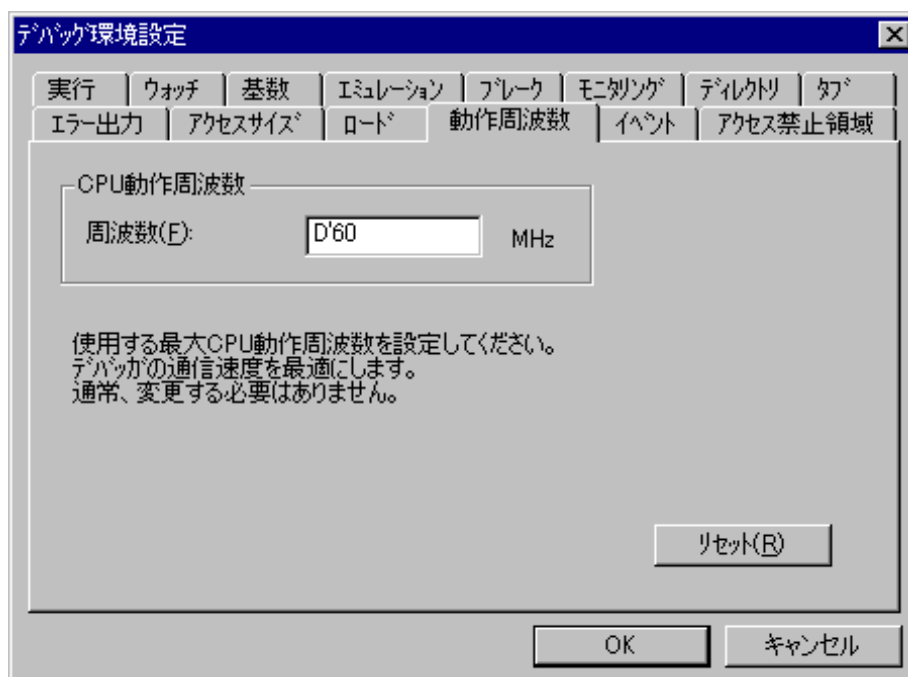 ﾃﾞﾊﾞｯｸﾞ環境設定
実行 ｳｫｯﾁ 基数 ｴﾐｭﾚｰｼｮﾝ ﾌﾞﾚｰｸ ﾓﾆﾀﾘﾝｸﾞ ﾃﾞｨﾚｸﾄﾘ ﾀﾌﾞ
ｴﾗｰ出力 ｱｸｾｽｻｲｽﾞ ﾛｰﾄﾞ 動作周波数 ｲﾍﾞﾝﾄ ｱｸｾｽ禁止領域
CPU動作周波数
周波数(F): D'60 MHz
使用する最大CPU動作周波数を設定してください。
ﾃﾞﾊﾞｯｶﾞの通信速度を最適にします。
通常、変更する必要はありません。
ﾘｾｯﾄ(R)
OK キャンセル